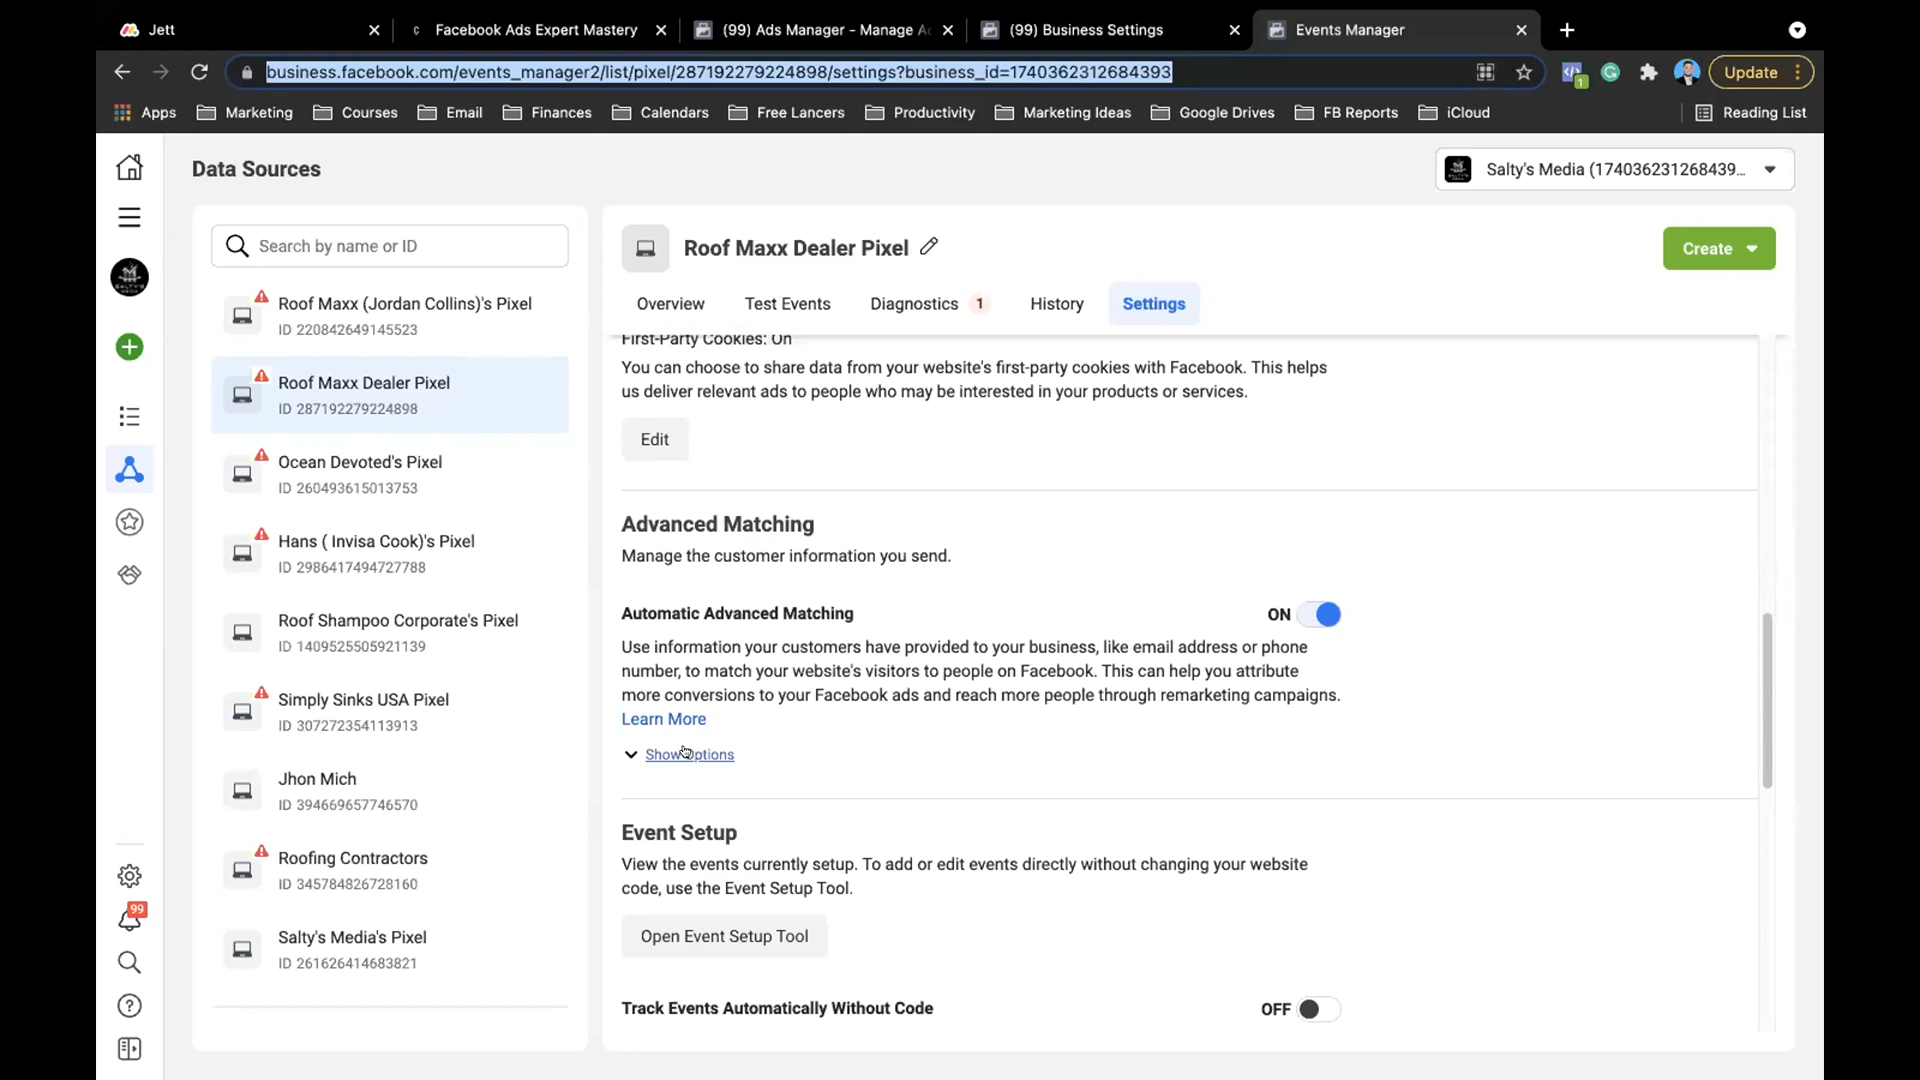 Jett
Facebook Ads Expert Mastery
(99) Ads Manager - Manage Ad
(99) Business Settings
Events Manager
business.facebook.com/events_manager2/list/pixel/287192279224898/settings?business_id=1740362312684393
1
Update
Apps
Marketing
Courses
Email
Finances
Calendars
Free Lancers
Productivity
Marketing Ideas
Google Drives
FB Reports
iCloud
Reading List
Data Sources
Salty's Media (174036231268439...
Search by name or ID
Roof Maxx (Jordan Collins)'s Pixel
ID 220842649145523
Roof Maxx Dealer Pixel
ID 287192279224898
Ocean Devoted's Pixel
ID 260493615013753
Hans ( Invisa Cook)'s Pixel
ID 2986417494727788
Roof Shampoo Corporate's Pixel
ID 1409525505921139
Simply Sinks USA Pixel
ID 307272354113913
Jhon Mich
ID 394669657746570
Roofing Contractors
ID 345784826728160
Salty's Media's Pixel
ID 261626414683821
99
Roof Maxx Dealer Pixel
Create
Overview
Test Events
Diagnostics 1
History
Settings
First-Party Cookies: On
You can choose to share data from your website's first-party cookies with Facebook. This helps
us deliver relevant ads to people who may be interested in your products or services.
Edit
Advanced Matching
Manage the customer information you send.
Automatic Advanced Matching
ON
Use information your customers have provided to your business, like email address or phone
number, to match your website's visitors to people on Facebook. This can help you attribute
more conversions to your Facebook ads and reach more people through remarketing campaigns.
Learn More
Show Options
Event Setup
View the events currently setup. To add or edit events directly without changing your website
code, use the Event Setup Tool.
Open Event Setup Tool
Track Events Automatically Without Code
OFF